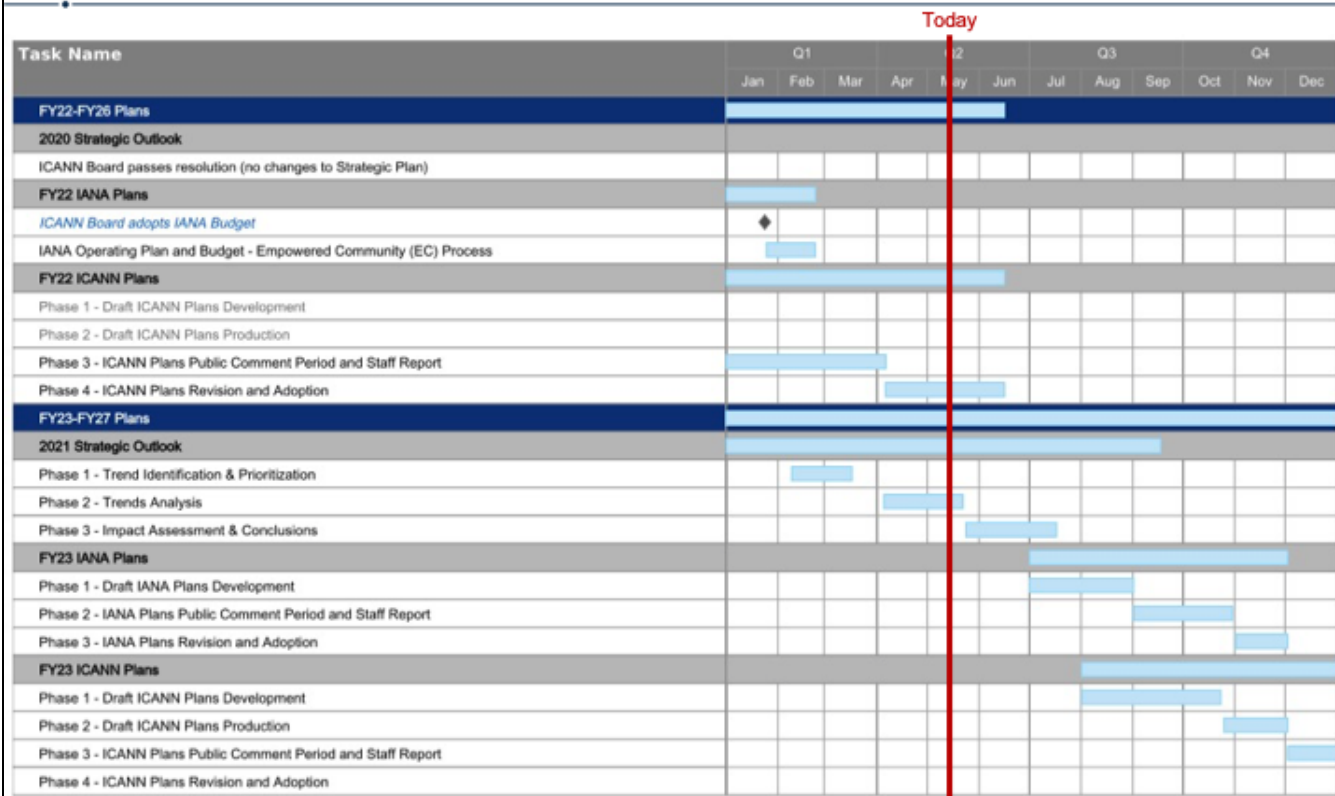 Today
Task Name
Q1 Q2 Q3 Q4
Jan Feb Mar Apr May Jun Jul Aug Sep Oct Nov Dec
FY22-FY26 Plans
2020 Strategic Outlook
ICANN Board passes resolution (no changes to Strategic Plan)
FY22 IANA Plans
ICANN Board adopts IANA Budget
IANA Operating Plan and Budget - Empowered Community (EC) Process
FY22 ICANN Plans
Phase 1 - Draft ICANN Plans Development
Phase 2 - Draft ICANN Plans Production
Phase 3 - ICANN Plans Public Comment Period and Staff Report
Phase 4 - ICANN Plans Revision and Adoption
FY23-FY27 Plans
2021 Strategic Outlook
Phase 1 - Trend Identification & Prioritization
Phase 2 - Trends Analysis
Phase 3 - Impact Assessment & Conclusions
FY23 IANA Plans
Phase 1 - Draft IANA Plans Development
Phase 2 - IANA Plans Public Comment Period and Staff Report
Phase 3 - IANA Plans Revision and Adoption
FY23 ICANN Plans
Phase 1 - Draft ICANN Plans Development
Phase 2 - Draft ICANN Plans Production
Phase 3 - ICANN Plans Public Comment Period and Staff Report
Phase 4 - ICANN Plans Revision and Adoption